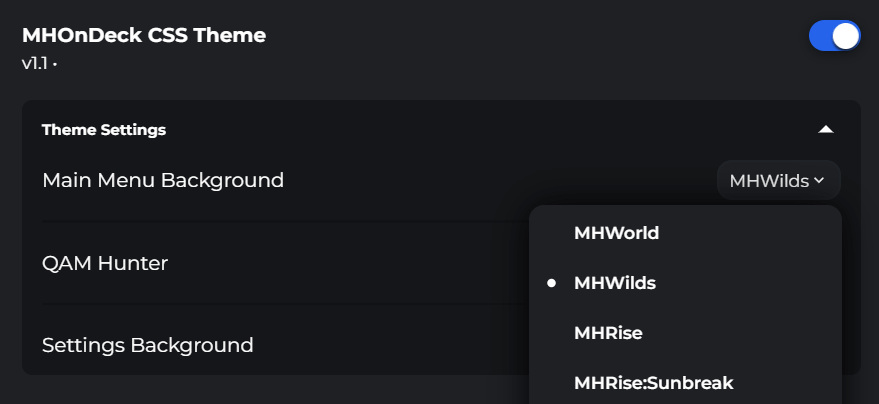 MHOnDeck CSS Theme
v1.1 •
Theme Settings
Main Menu Background
MHWilds
MHWorld
QAM Hunter
MHWilds
MHRise
Settings Background
MHRise:Sunbreak